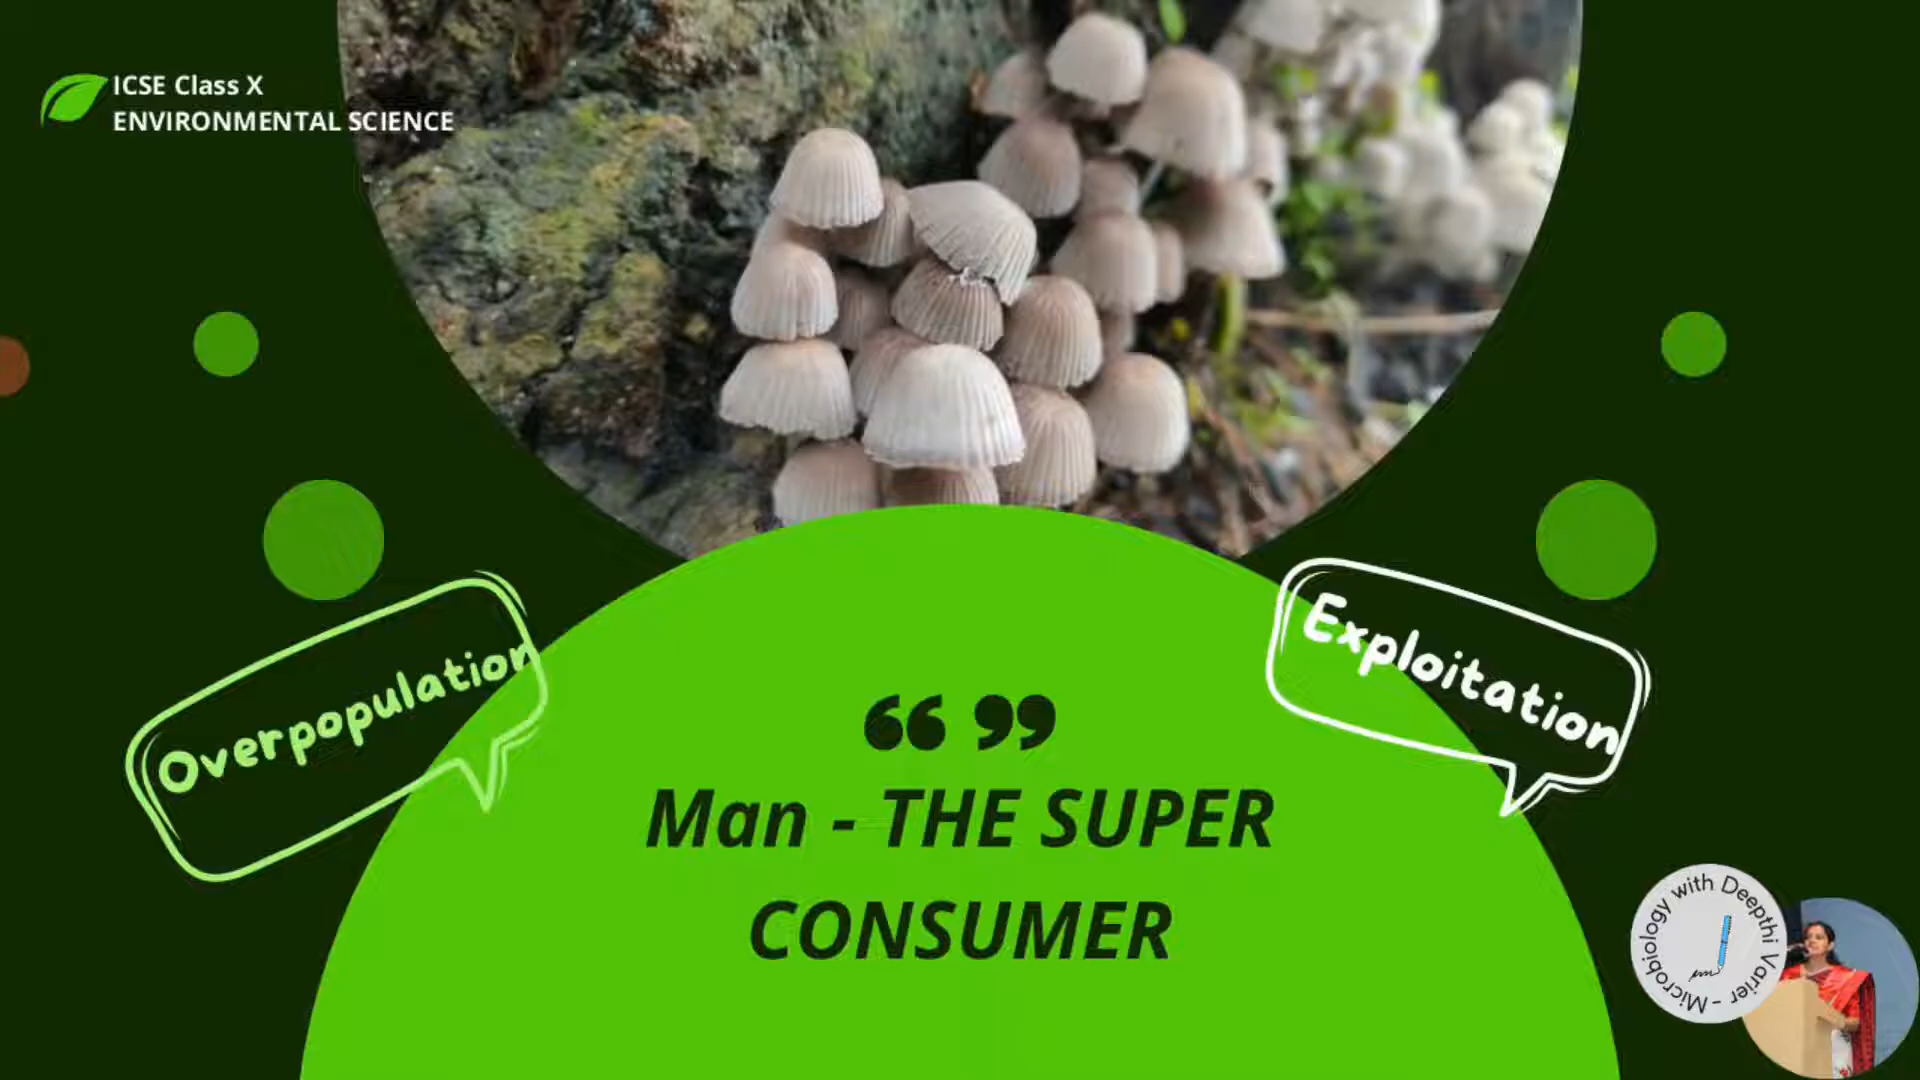 ICSE Class X
ENVIRONMENTAL SCIENCE
Overpopulation
Exploitation
“ ”
Man - THE SUPER
CONSUMER
Microbiology with Deepthi Varier -